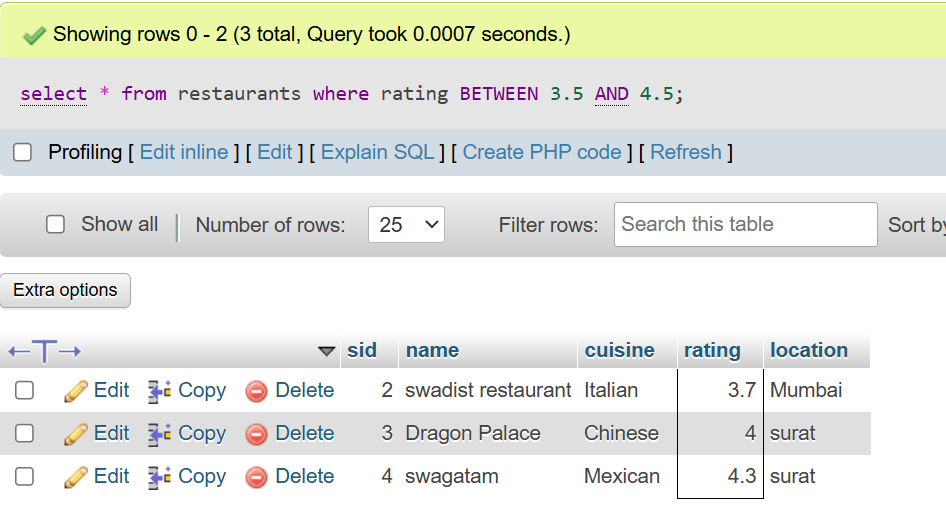 Showing rows 0 - 2 (3 total, Query took 0.0007 seconds.)
select * from restaurants where rating BETWEEN 3.5 AND 4.5;
Profiling [ Edit inline ] [ Edit ] [ Explain SQL ] [ Create PHP code ] [ Refresh ]
Show all Number of rows: 25 Filter rows: Search this table Sort by
Extra options
sid name cuisine rating location
Edit Copy Delete 2 swadist restaurant Italian 3.7 Mumbai
Edit Copy Delete 3 Dragon Palace Chinese 4 surat
Edit Copy Delete 4 swagatam Mexican 4.3 surat